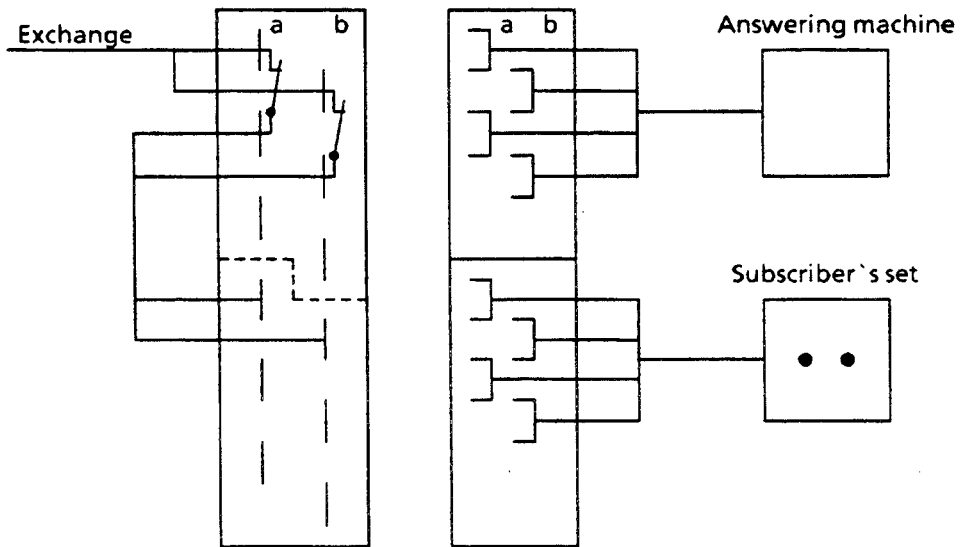 a b
a b
Answering machine
Exchange
Subscriber`s set